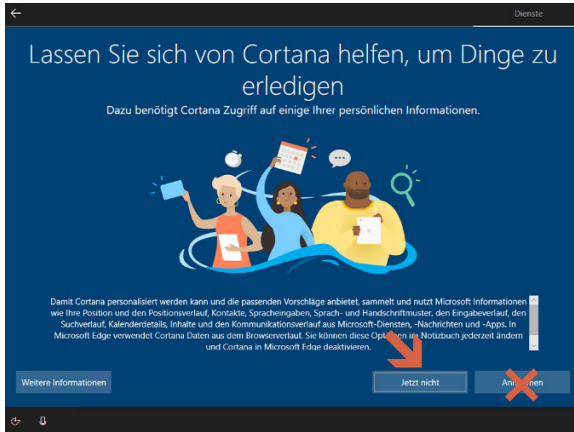 Dienste
Lassen Sie sich von Cortana helfen, um Dinge zu
erledigen
Dazu benötigt Cortana Zugriff auf einige Ihrer persönlichen Informationen.
Damit Cortana personalisiert werden kann und die passenden Vorschläge anbietet, sammelt und nutzt Microsoft Informationen
wie Ihre Position und den Positionsverlauf, Kontakte, Spracheingaben, Sprach- und Handschriftmuster, den Eingabeverlauf, den
Suchverlauf, Kalenderdetails, Inhalte und den Kommunikationsverlauf aus Microsoft-Diensten, -Nachrichten und -Apps. In
Microsoft Edge verwendet Cortana Daten aus dem Browserverlauf. Sie können diese im Notizbuch jederzeit ändern
und Cortana in Microsoft Edge deaktivieren.
Weitere Informationen
Jetzt nicht